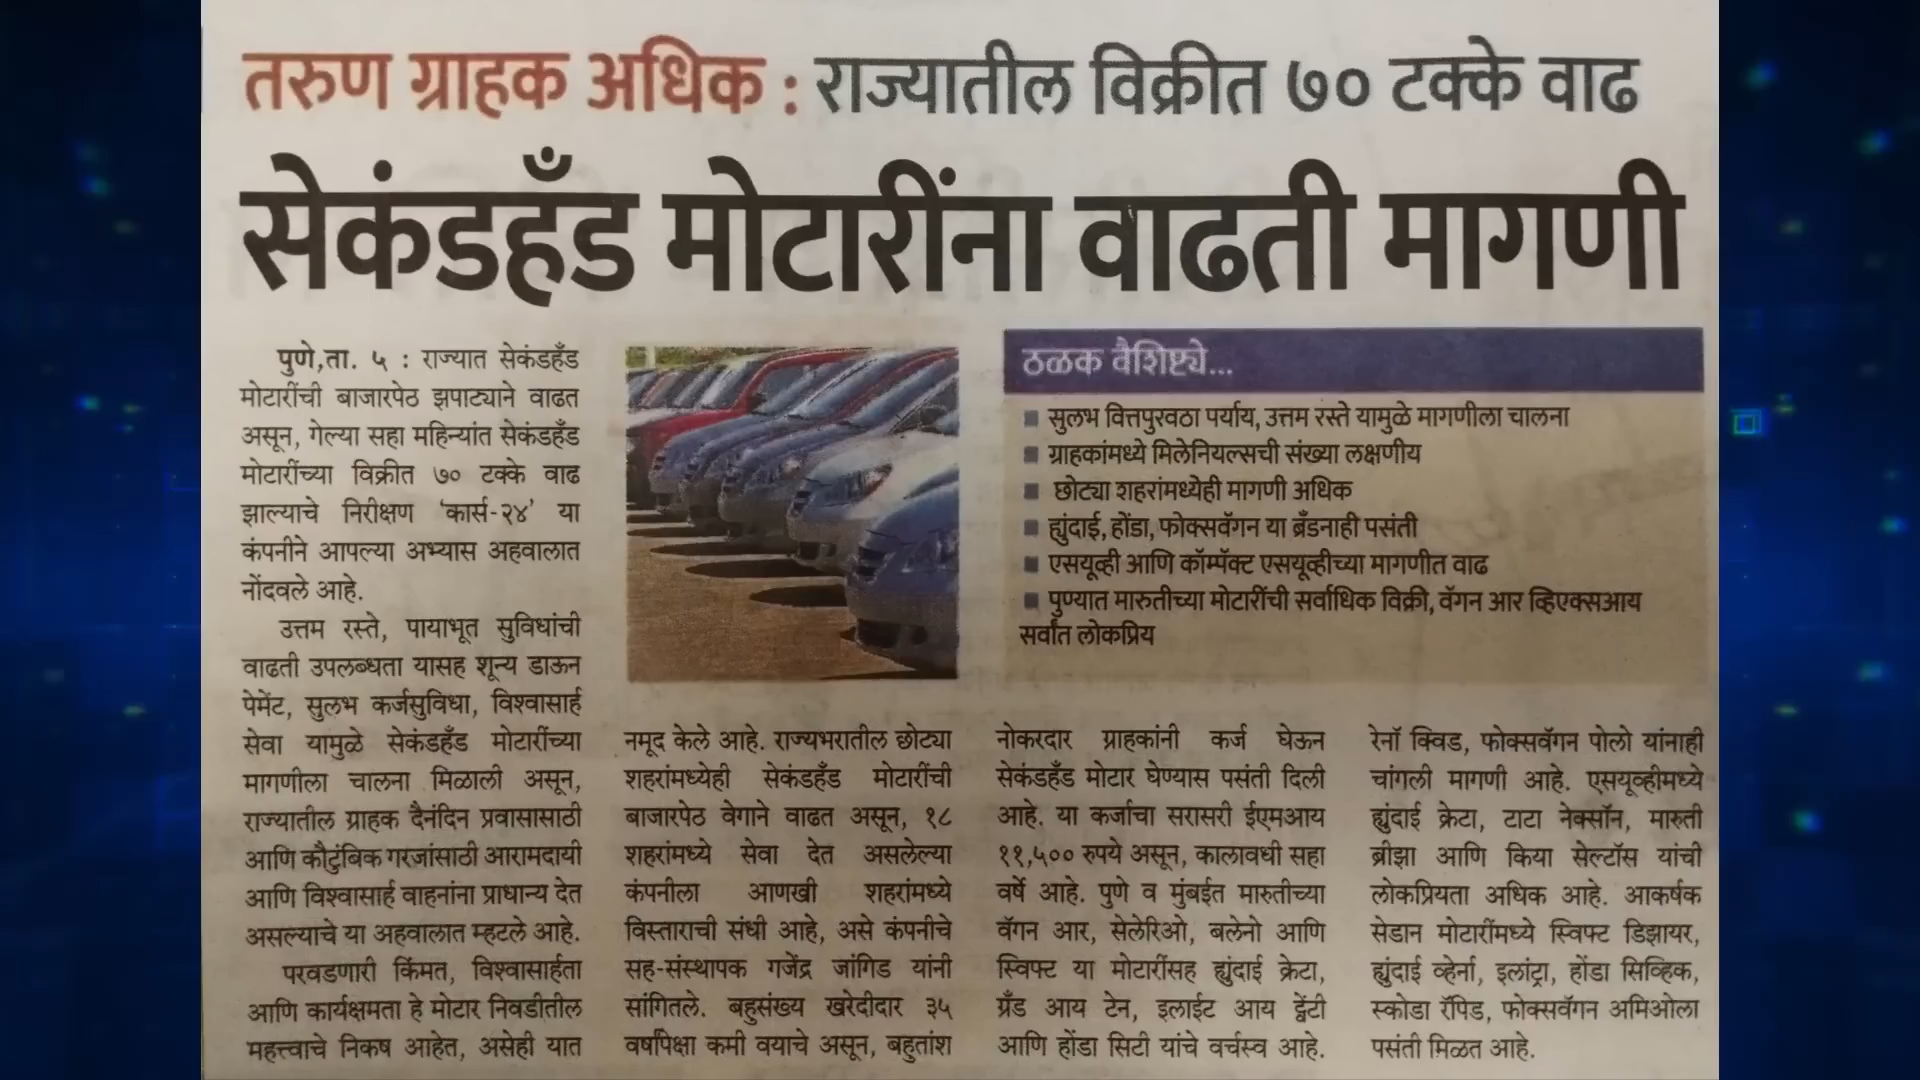 तरुण ग्राहक अधिक : राज्यातील विक्रीत ७० टक्के वाढ
सेकंडहँड मोटारींना वाढती मागणी
पुणे,ता. ५ : राज्यात सेकंडहँड
मोटारींची बाजारपेठ झपाट्याने वाढत
असून, गेल्या सहा महिन्यांत सेकंडहँड
मोटारींच्या विक्रीत ७० टक्के वाढ
झाल्याचे निरीक्षण ‘कार्स-२४’ या
कंपनीने आपल्या अभ्यास अहवालात
नोंदवले आहे.
उत्तम रस्ते, पायाभूत सुविधांची
वाढती उपलब्धता यासह शून्य डाऊन
पेमेंट, सुलभ कर्जसुविधा, विश्वासार्ह
सेवा यामुळे सेकंडहँड मोटारींच्या
मागणीला चालना मिळाली असून,
राज्यातील ग्राहक दैनंदिन प्रवासासाठी
आणि कौटुंबिक गरजांसाठी आरामदायी
आणि विश्वासार्ह वाहनांना प्राधान्य देत
असल्याचे या अहवालात म्हटले आहे.
परवडणारी किंमत, विश्वासार्हता
आणि कार्यक्षमता हे मोटार निवडीतील
महत्त्वाचे निकष आहेत, असेही यात
ठळक वैशिष्ट्ये...
■ सुलभ वित्तपुरवठा पर्याय, उत्तम रस्ते यामुळे मागणीला चालना
■ ग्राहकांमध्ये मिलेनियल्सची संख्या लक्षणीय
■ छोट्या शहरांमध्येही मागणी अधिक
■ ह्युंदाई, होंडा, फोक्सवॅगन या ब्रँडनाही पसंती
■ एसयूव्ही आणि कॉम्पॅक्ट एसयूव्हीच्या मागणीत वाढ
■ पुण्यात मारुतीच्या मोटारींची सर्वाधिक विक्री, वॅगन आर व्हिएक्सआय
सर्वांत लोकप्रिय
नमूद केले आहे. राज्यभरातील छोट्या
शहरांमध्येही सेकंडहँड मोटारींची
बाजारपेठ वेगाने वाढत असून, १८
शहरांमध्ये सेवा देत असलेल्या
कंपनीला आणखी शहरांमध्ये
विस्ताराची संधी आहे, असे कंपनीचे
सह-संस्थापक गजेंद्र जांगिड यांनी
सांगितले. बहुसंख्य खरेदीदार ३५
वर्षांपेक्षा कमी वयाचे असून, बहुतांश
नोकरदार ग्राहकांनी कर्ज घेऊन
सेकंडहँड मोटार घेण्यास पसंती दिली
आहे. या कर्जाचा सरासरी ईएमआय
११,५०० रुपये असून, कालावधी सहा
वर्षे आहे. पुणे व मुंबईत मारुतीच्या
वॅगन आर, सेलेरिओ, बलेनो आणि
स्विफ्ट या मोटारींसह ह्युंदाई क्रेटा,
ग्रँड आय टेन, इलाईट आय ट्वेंटी
आणि होंडा सिटी यांचे वर्चस्व आहे.
रेनॉ क्विड, फोक्सवॅगन पोलो यांनाही
चांगली मागणी आहे. एसयूव्हीमध्ये
ह्युंदाई क्रेटा, टाटा नेक्सॉन, मारुती
ब्रीझा आणि किया सेल्टॉस यांची
लोकप्रियता अधिक आहे. आकर्षक
सेडान मोटारींमध्ये स्विफ्ट डिझायर,
ह्युंदाई व्हेर्ना, इलांट्रा, होंडा सिव्हिक,
स्कोडा रॅपिड, फोक्सवॅगन अमिओला
पसंती मिळत आहे.